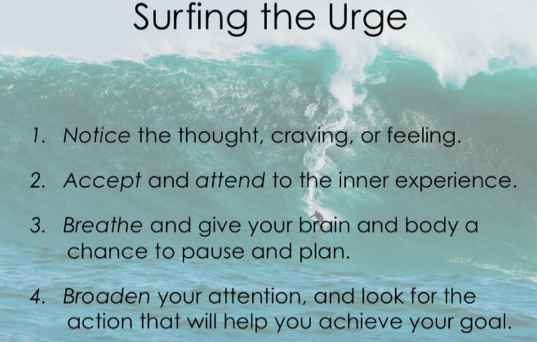 Surfing the Urge
1. Notice the thought, craving, or feeling.
2. Accept and attend to the inner experience.
3. Breathe and give your brain and body a
chance to pause and plan.
4. Broaden your attention, and look for the
action that will help you achieve your goal.